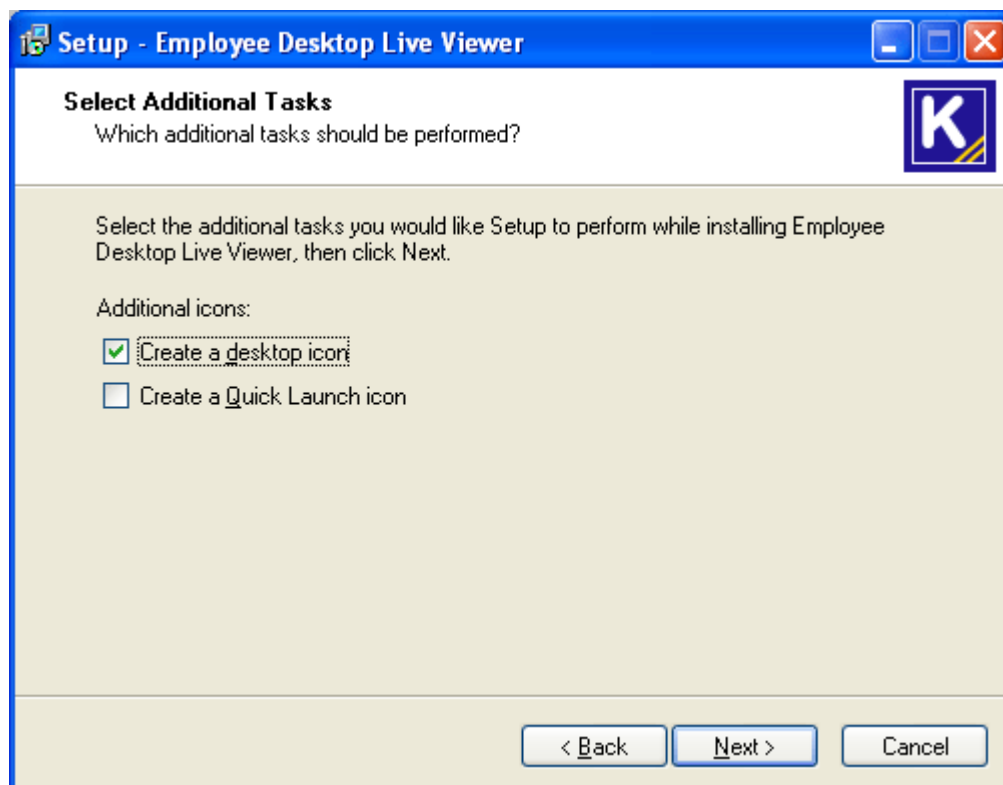 Setup - Employee Desktop Live Viewer
Select Additional Tasks
Which additional tasks should be performed?
K
Select the additional tasks you would like Setup to perform while installing Employee
Desktop Live Viewer, then click Next.
Additional icons:
Create a desktop icon
Create a Quick Launch icon
< Back Next > Cancel